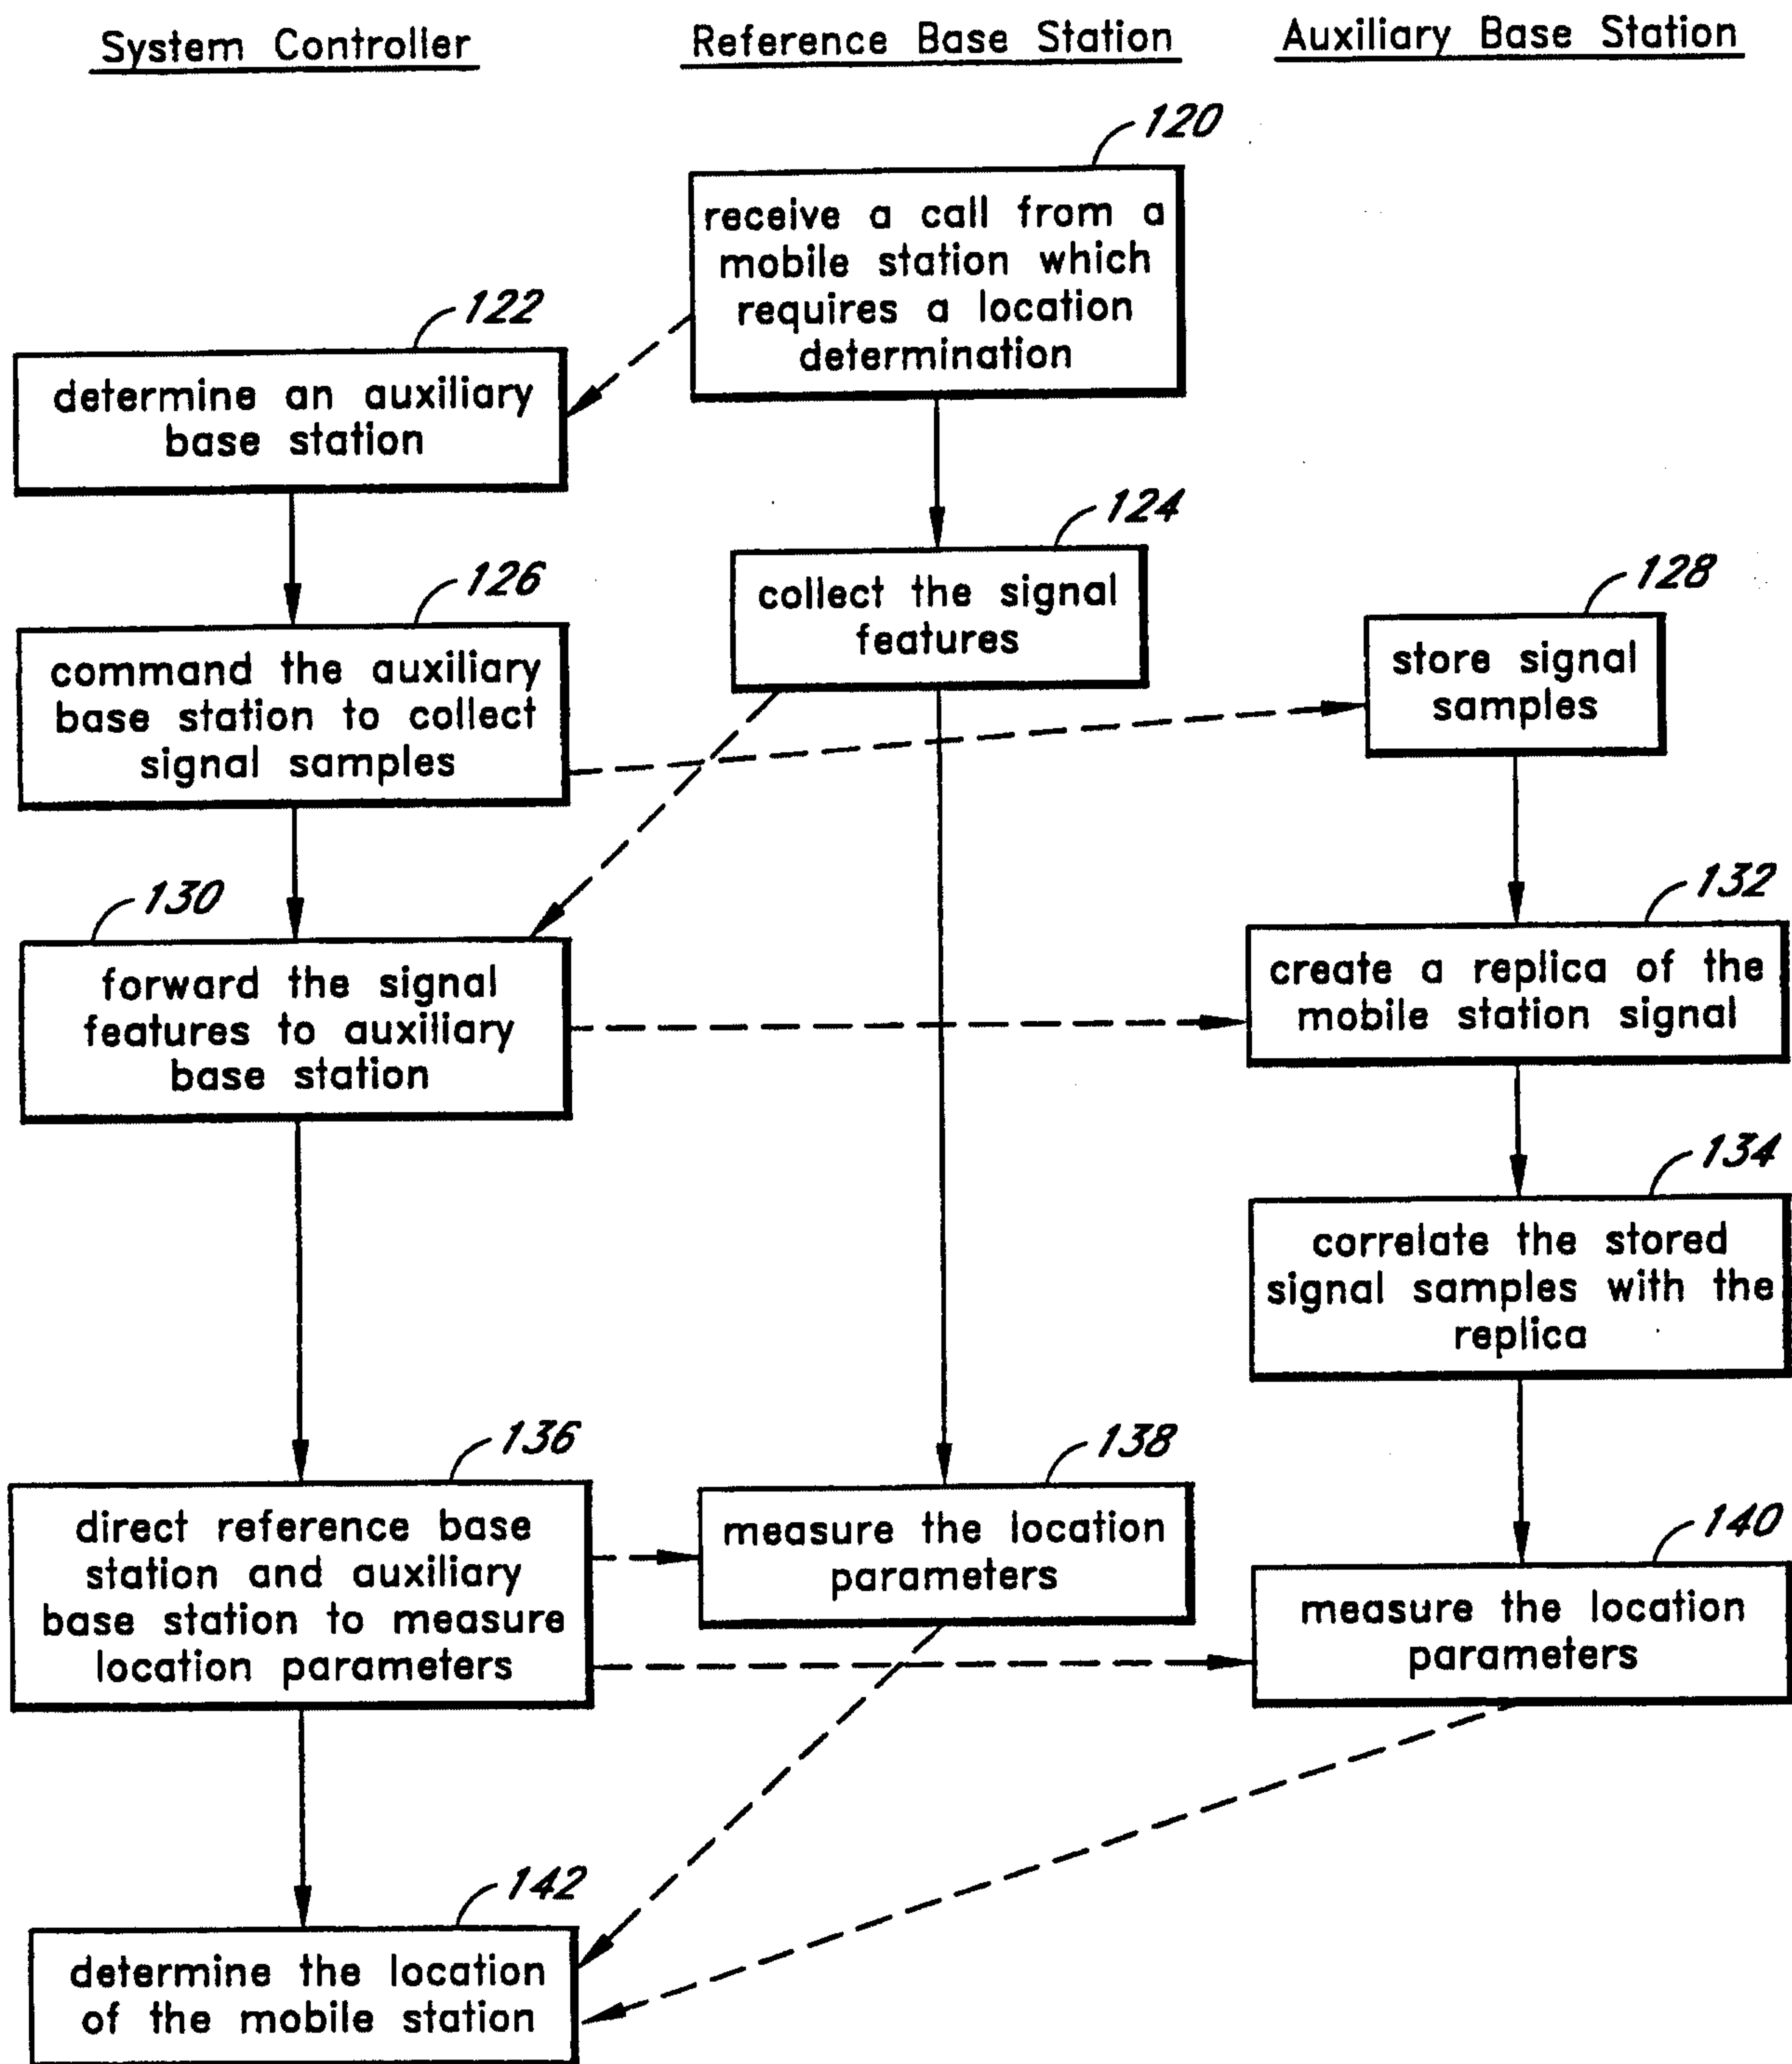 System Controller
Reference Base Station
Auxiliary Base Station
120
receive a call from a
mobile station which
requires a location
determination
122
determine an auxiliary
base station
124
collect the signal
features
126
command the auxiliary
base station to collect
signal samples
128
store signal
samples
130
forward the signal
features to auxiliary
base station
132
create a replica of the
mobile station signal
134
correlate the stored
signal samples with the
replica
136
direct reference base
station and auxiliary
base station to measure
location parameters
138
measure the location
parameters
140
measure the location
parameters
142
determine the location
of the mobile station